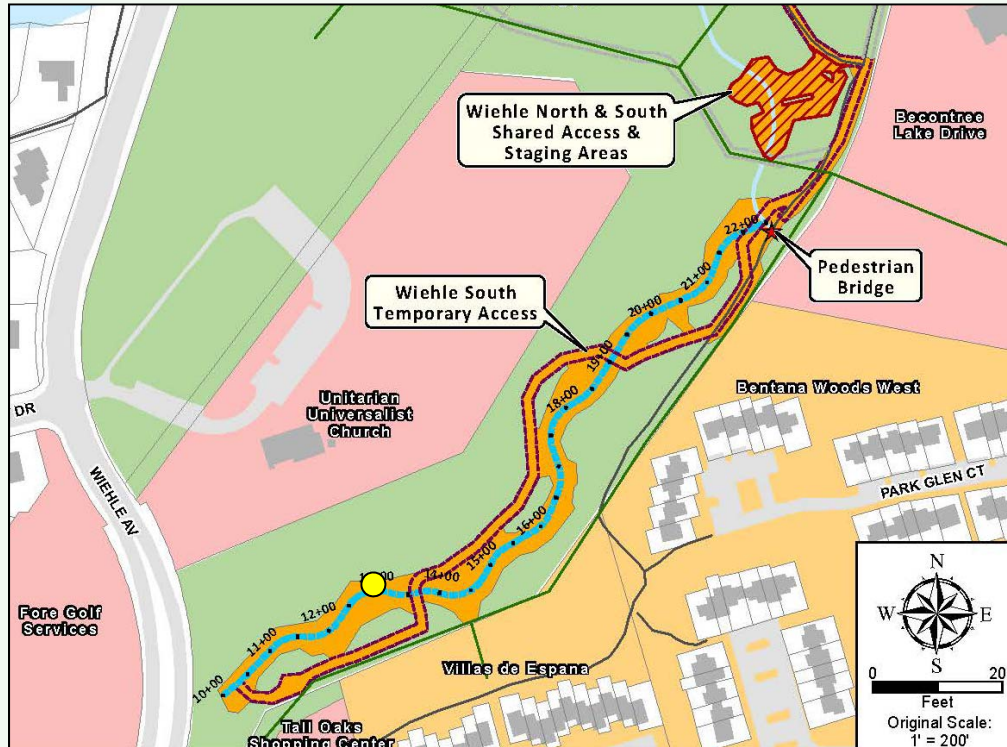 Wiehle North & South
Shared Access &
Staging Areas
Becontree
Lake Drive
22+00
Pedestrian
Bridge
21+00
20+00
Wiehle South
Temporary Access
19+00
Bentana Woods West
18+00
Unitarian
Universalist
Church
DR
WIEHLE AV
PARK GLEN CT
16+00
15+00
14+00
12+00
11+00
10+00
Fore Golf
Services
Villas de Espana
Tall Oaks
Shopping Center
N
W
E
S
0 20
Feet
Original Scale:
1' = 200'